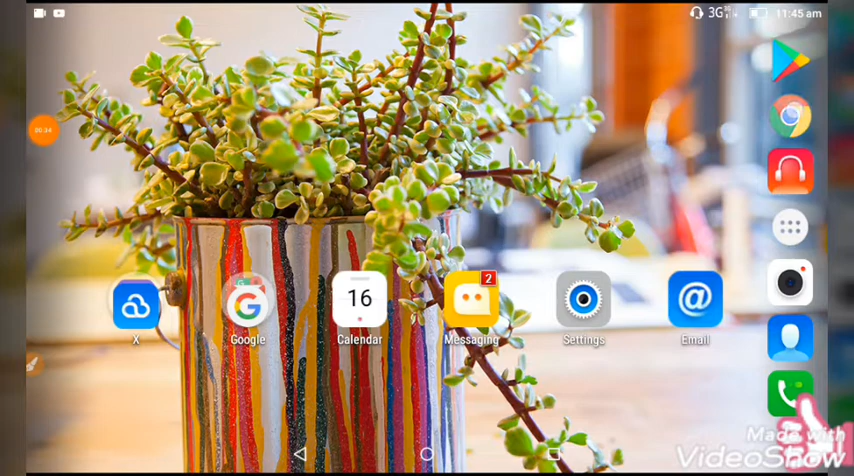 3G
11:45 am
20:34
16
2
X
Google
Calendar
Messaging
Settings
Email
Made with
VideoShow